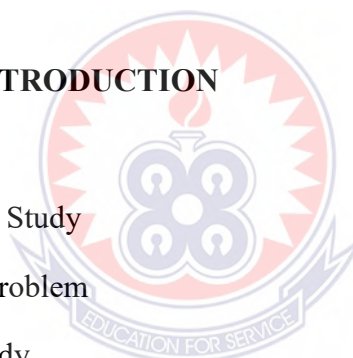 TRODUCTION
Study
roblem
dy
EDUCATION FOR SERVICE